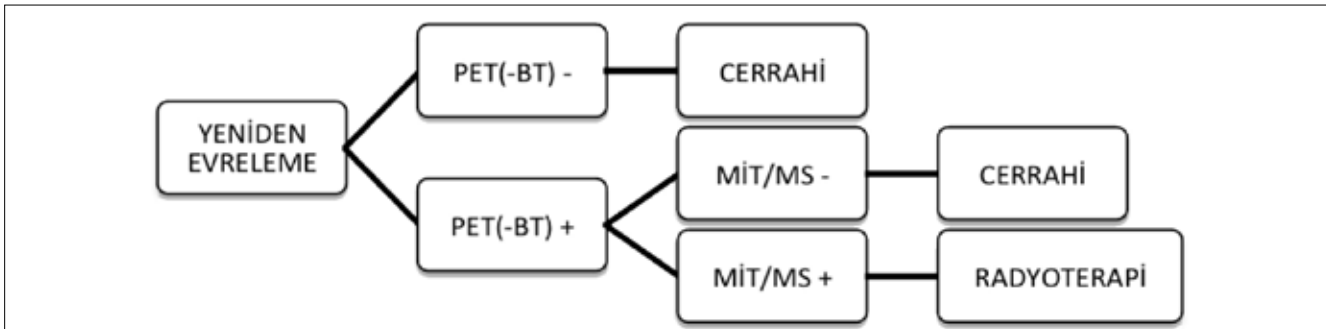 PET(-BT) -
CERRAHİ
YENİDEN
EVRELEME
MİT/MS -
CERRAHİ
PET(-BT) +
MİT/MS +
RADYOTERAPİ